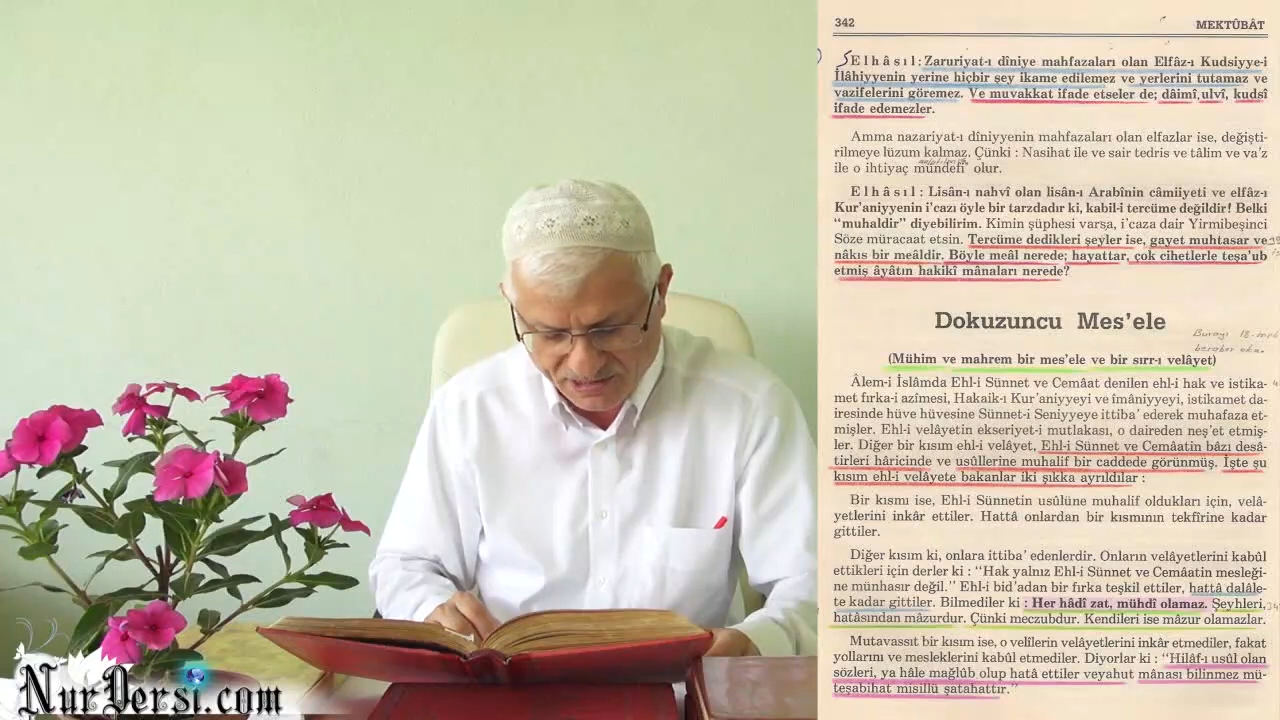 342
MEKTÛBÂT
E l h â s ı l : Zaruriyat-ı dîniye mahfazaları olan Elfâz-ı Kudsiyye-i
İlâhiyyenin yerine hiçbir şey ikame edilemez ve yerlerini tutamaz ve
vazifelerini göremez. Ve muvakkat ifade etseler de; dâimî, ulvî, kudsî
ifade edemezler.
Amma nazariyat-ı dîniyyenin mahfazaları olan elfazlar ise, değişti-
rilmeye lüzum kalmaz. Çünki : Nasihat ile ve sair tedris ve tâlim ve va'z
ile o ihtiyaç mündefi' olur.
E l h â s ı l : Lisân-ı nahvî olan lisân-ı Arabînin câmiiyeti ve elfâz-ı
Kur'aniyyenin i'cazı öyle bir tarzdadır ki, kabil-i tercüme değildir! Belki
"muhaldir" diyebilirim. Kimin şüphesi varsa, i'caza dair Yirmibeşinci
Söze müracaat etsin. Tercüme dedikleri şeyler ise, gayet muhtasar ve
nâkıs bir meâldir. Böyle meâl nerede; hayattar, çok cihetlerle teşa'ub
etmiş âyâtın hakikî mânaları nerede?
Dokuzuncu Mes'ele
Burayı 18-
beraber oku.
(Mühim ve mahrem bir mes'ele ve bir sırr-ı velâyet)
Âlem-i İslâmda Ehl-i Sünnet ve Cemâat denilen ehl-i hak ve istika-
met fırka-i azîmesi, Hakaik-ı Kur'aniyyeyi ve îmâniyyeyi, istikamet da-
iresinde hüve hüvesine Sünnet-i Seniyyeye ittiba' ederek muhafaza et-
mişler. Ehl-i velâyetin ekseriyet-i mutlakası, o daireden neş'et etmiş-
ler. Diğer bir kısım ehl-i velâyet, Ehl-i Sünnet ve Cemâatin bâzı desâ-
tirleri hâricinde ve usûllerine muhalif bir caddede görünmüş. İşte şu
kısım ehl-i velâyete bakanlar iki şıkka ayrıldılar :
Bir kısmı ise, Ehl-i Sünnetin usûlüne muhalif oldukları için, velâ-
yetlerini inkâr ettiler. Hattâ onlardan bir kısmının tekfirine kadar
gittiler.
Diğer kısım ki, onlara ittiba' edenlerdir. Onların velâyetlerini kabûl
ettikleri için derler ki : "Hak yalnız Ehl-i Sünnet ve Cemâatin mesleği-
ne münhasır değil." Ehl-i bid'adan bir fırka teşkil ettiler, hattâ dalâle-
te kadar gittiler. Bilmediler ki : Her hâdî zat, mühdî olamaz. Şeyhleri,
hatâsından mâzurdur. Çünki meczubdur. Kendileri ise mâzur olamazlar.
Mutavassıt bir kısım ise, o velîlerin velâyetlerini inkâr etmediler, fakat
yollarını ve mesleklerini kabûl etmediler. Diyorlar ki : "Hilâf-ı usûl olan
sözleri, ya hâle mağlûb olup hatâ ettiler veyahut mânası bilinmez mü-
teşabihat misillü şatahattır."
NurDersi.com